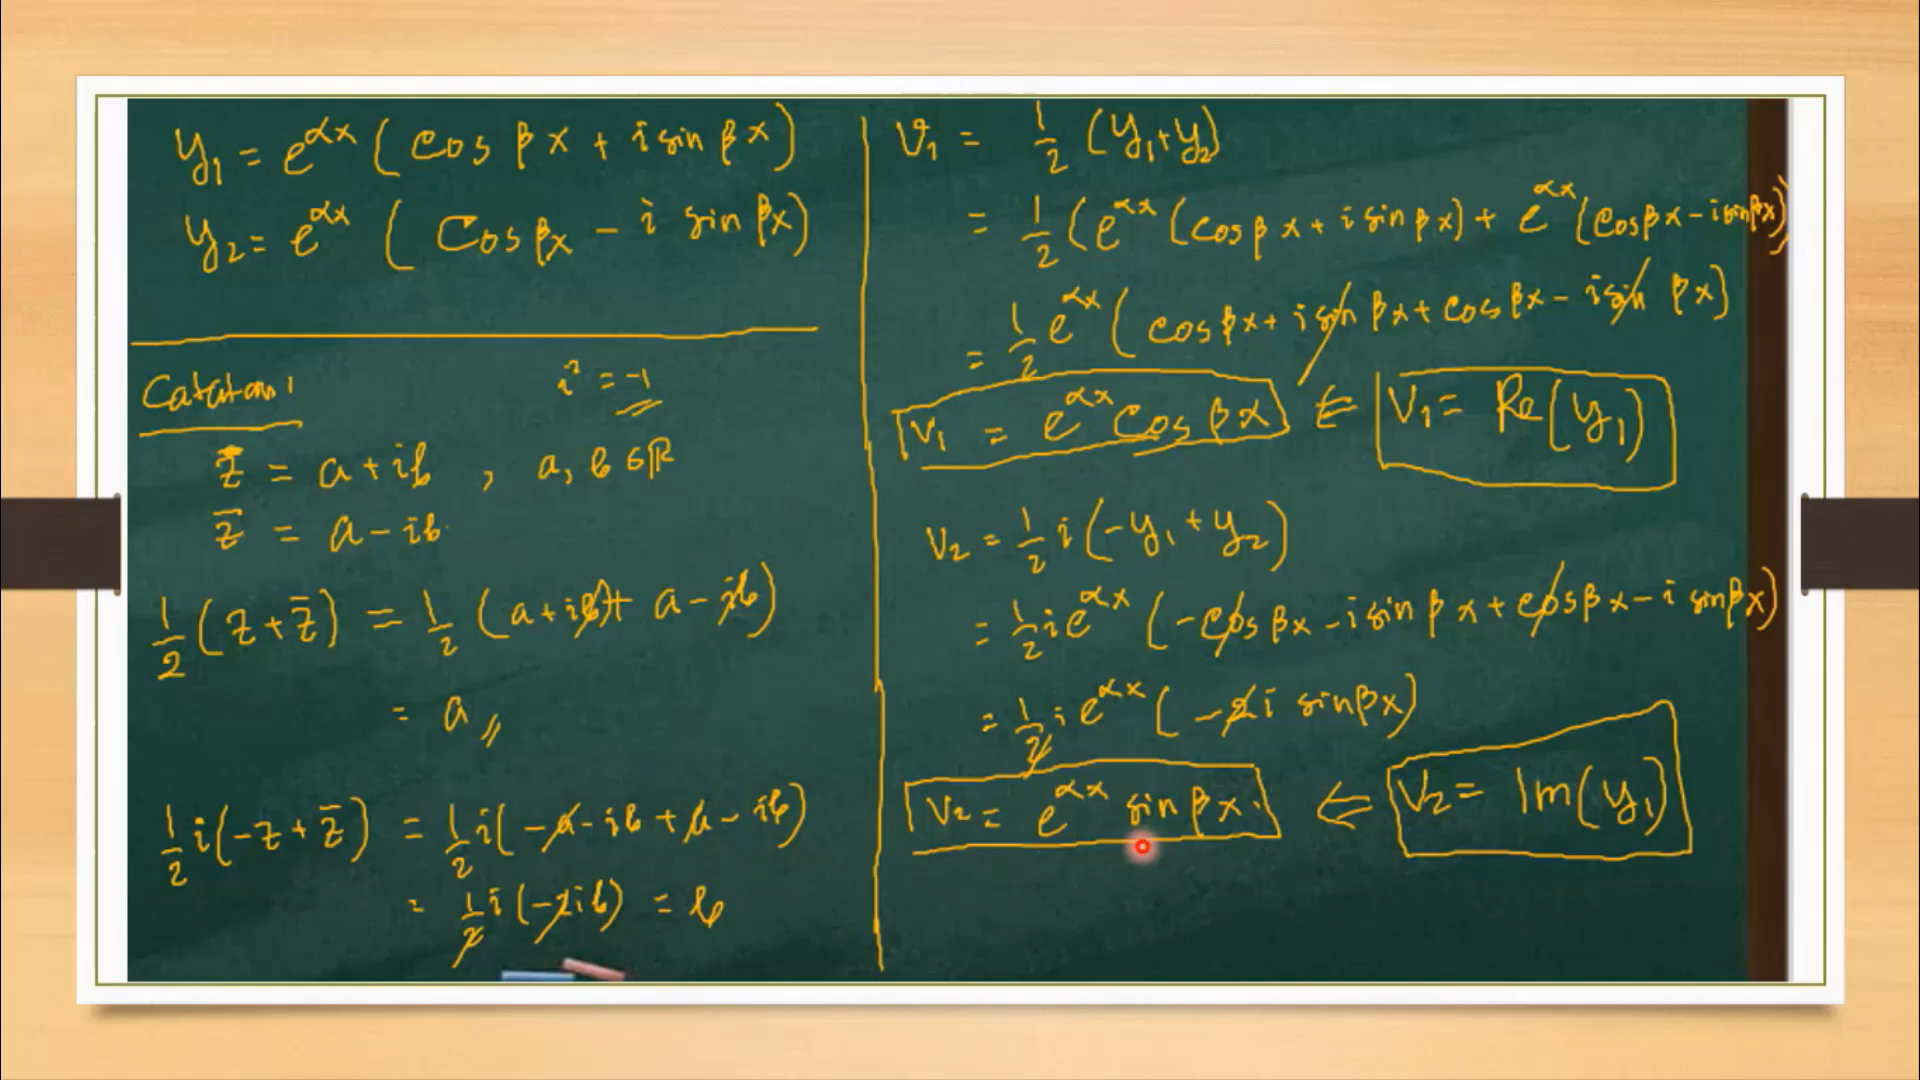 y₁ = e^{αx} ( cos βx + i sin βx )
y₂ = e^{αx} ( cos βx − i sin βx )
Catatan:
i² = −1
z = a + ib , a, b ∈ ℝ
z̄ = a − ib
1/2 (z + z̄) = 1/2 (a + ib + a − ib)
= a //
1/2 i(−z + z̄) = 1/2 i(−a − ib + a − ib)
= 1/2 i (−2ib) = b
V₁ = 1/2 (y₁ + y₂)
= 1/2 (e^{αx} (cos βx + i sin βx) + e^{αx} (cos βx − i sin βx))
= 1/2 e^{αx} ( cos βx + i sin βx + cos βx − i sin βx )
V₁ = e^{αx} cos βx ⇐ V₁ = Re(y₁)
V₂ = 1/2 i (−y₁ + y₂)
= 1/2 i e^{αx} ( −cos βx − i sin βx + cos βx − i sin βx )
= 1/2 i e^{αx} ( −2i sin βx )
V₂ = e^{αx} sin βx. ⇐ V₂ = Im(y₁)